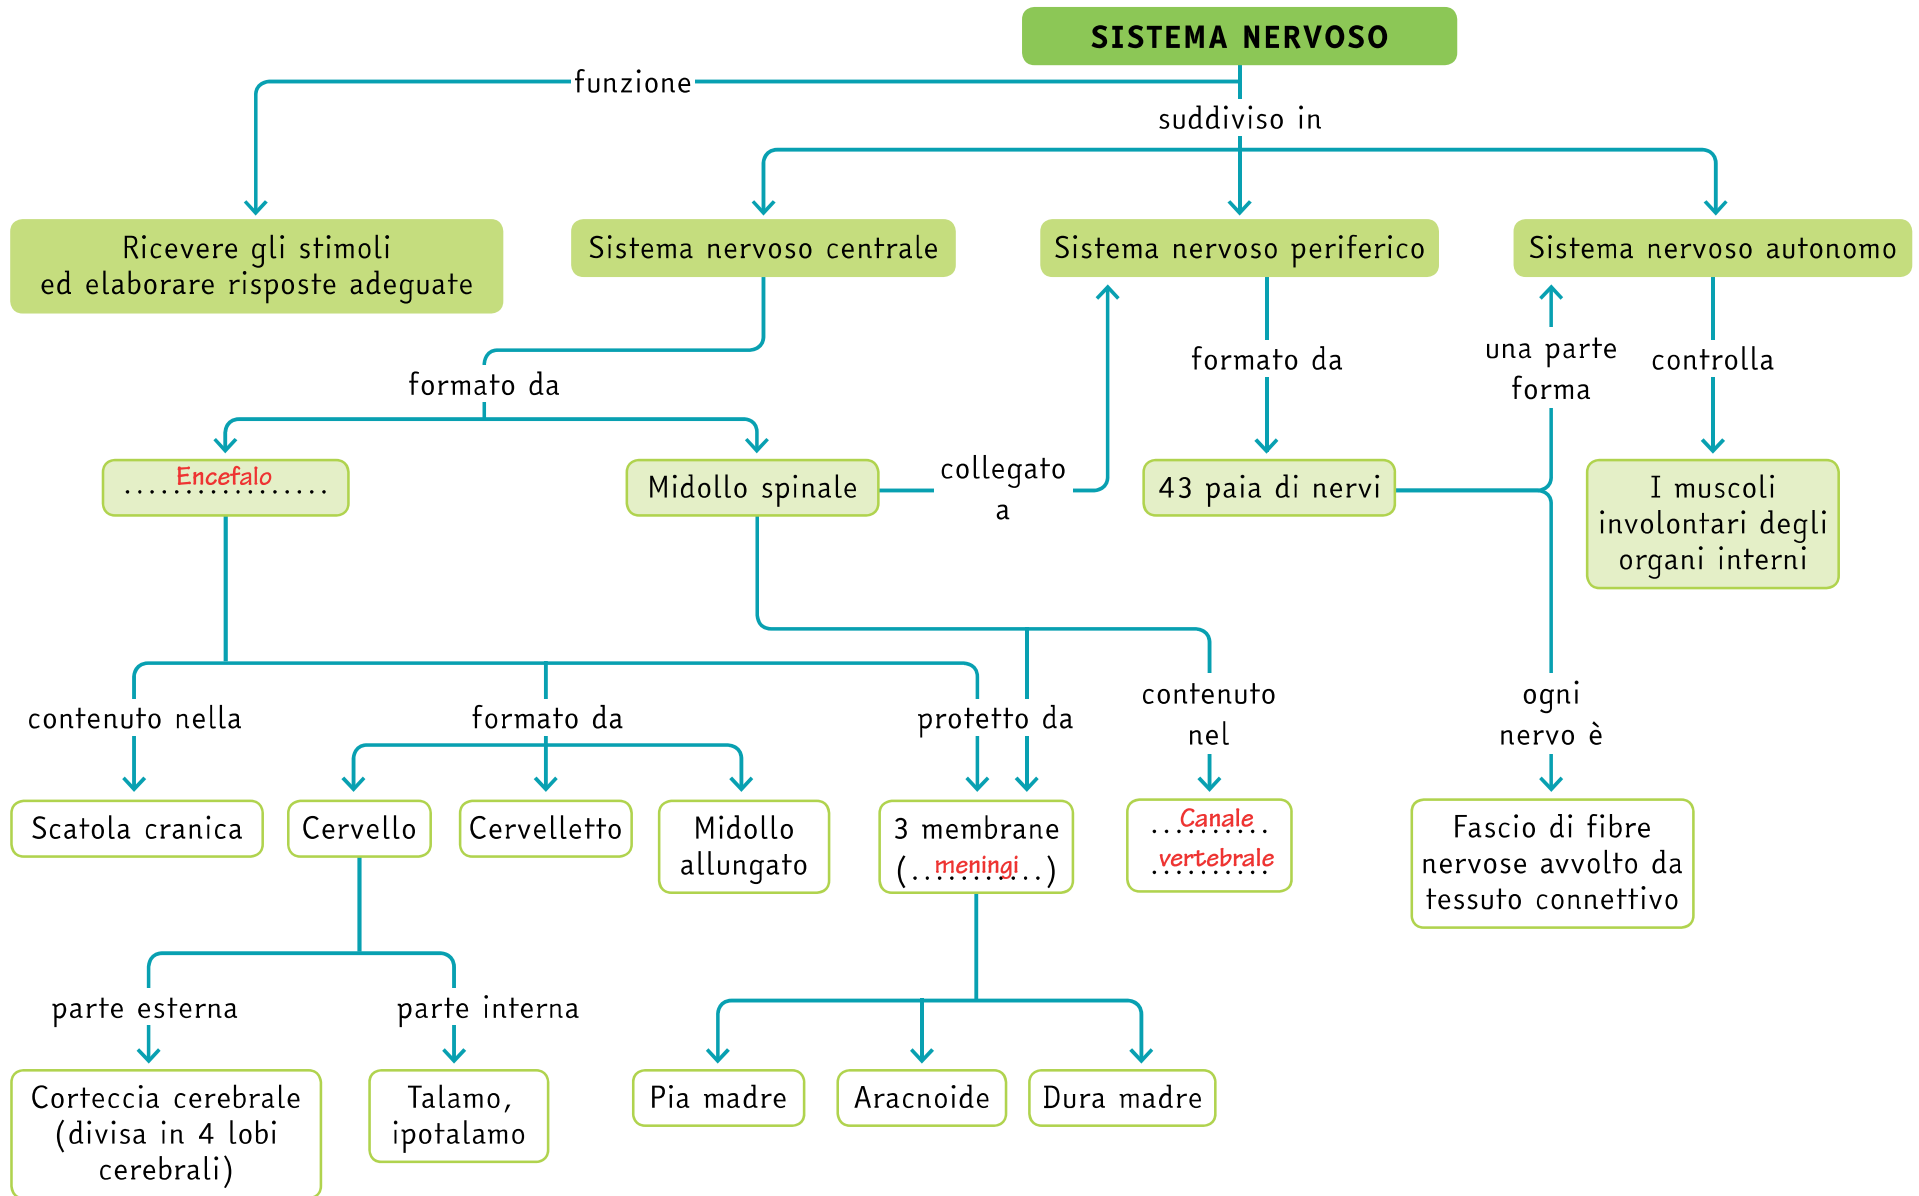 SISTEMA NERVOSO
funzione
suddiviso in
Ricevere gli stimoli
ed elaborare risposte adeguate
Sistema nervoso centrale
Sistema nervoso periferico
Sistema nervoso autonomo
formato da
formato da
una parte
forma
controlla
Encefalo
.................
Midollo spinale
collegato
a
43 paia di nervi
I muscoli
involontari degli
organi interni
contenuto nella
formato da
protetto da
contenuto
nel
ogni
nervo è
Scatola cranica
Cervello
Cervelletto
Midollo
allungato
3 membrane
(meningi)
Canale
vertebrale
Fascio di fibre
nervose avvolto da
tessuto connettivo
parte esterna
parte interna
Corteccia cerebrale
(divisa in 4 lobi
cerebrali)
Talamo,
ipotalamo
Pia madre
Aracnoide
Dura madre